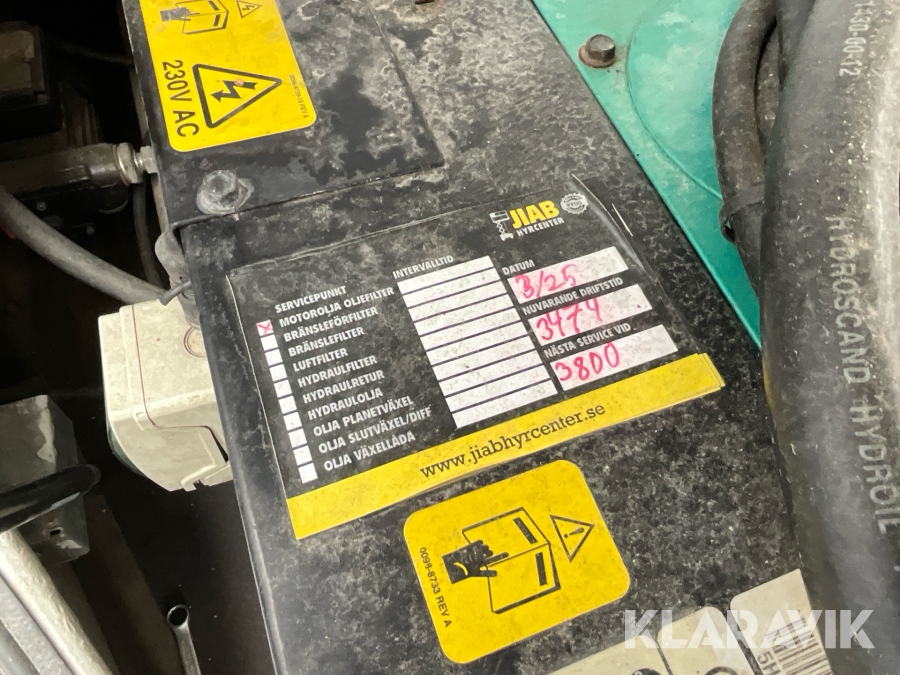 230V AC
JIAB
HYRCENTER
SERVICEPUNKT
INTERVALLTID
DATUM
3/25
MOTOROLJA OLJEFILTER
NUVARANDE DRIFTSTID
3474
BRÄNSLEFÖRFILTER
BRÄNSLEFILTER
NÄSTA SERVICE VID
3800
LUFTFILTER
HYDRAULFILTER
HYDRAULRETUR
HYDRAULOLJA
OLJA PLANETVÄXEL
OLJA SLUTVÄXEL/DIFF
OLJA VÄXELLÅDA
www.jiabhyrcenter.se
0098-8733 REV A
HYDROSCAND HYDROIL
KLARAVIK